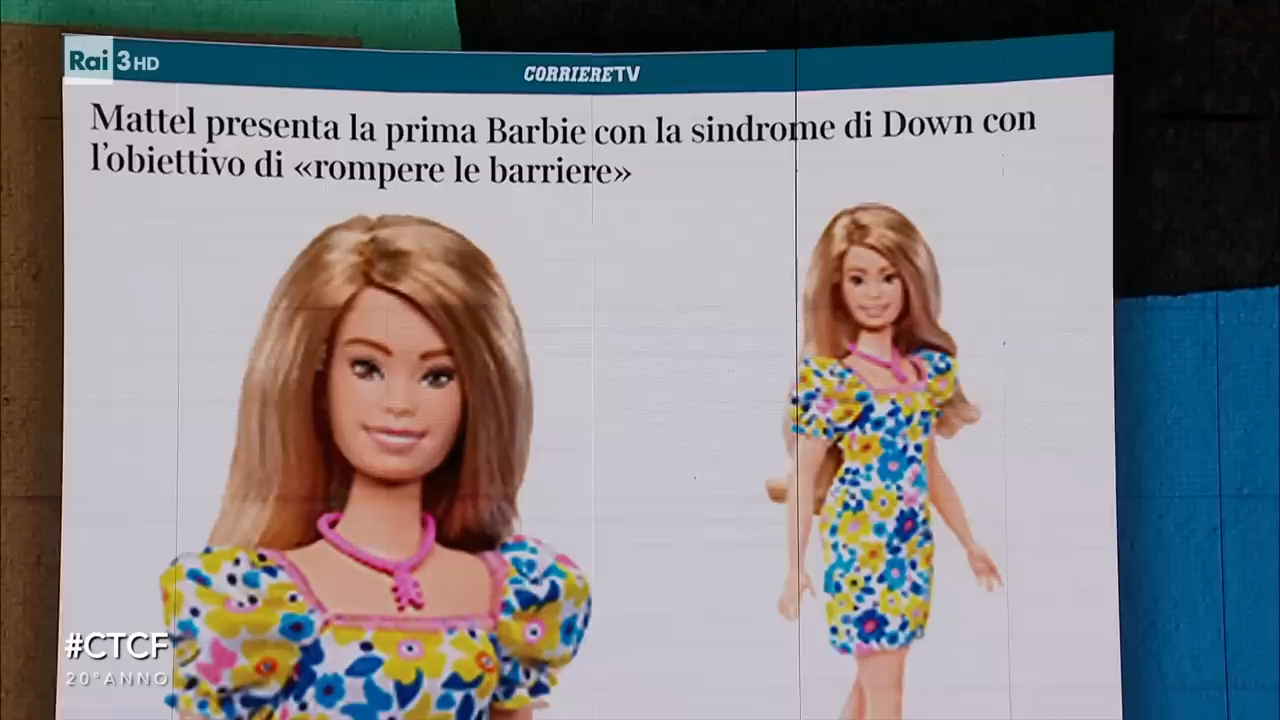 Rai 3HD
CORRIERETV
Mattel presenta la prima Barbie con la sindrome di Down con
l'obiettivo di «rompere le barriere»
#CTCF
20°ANNO